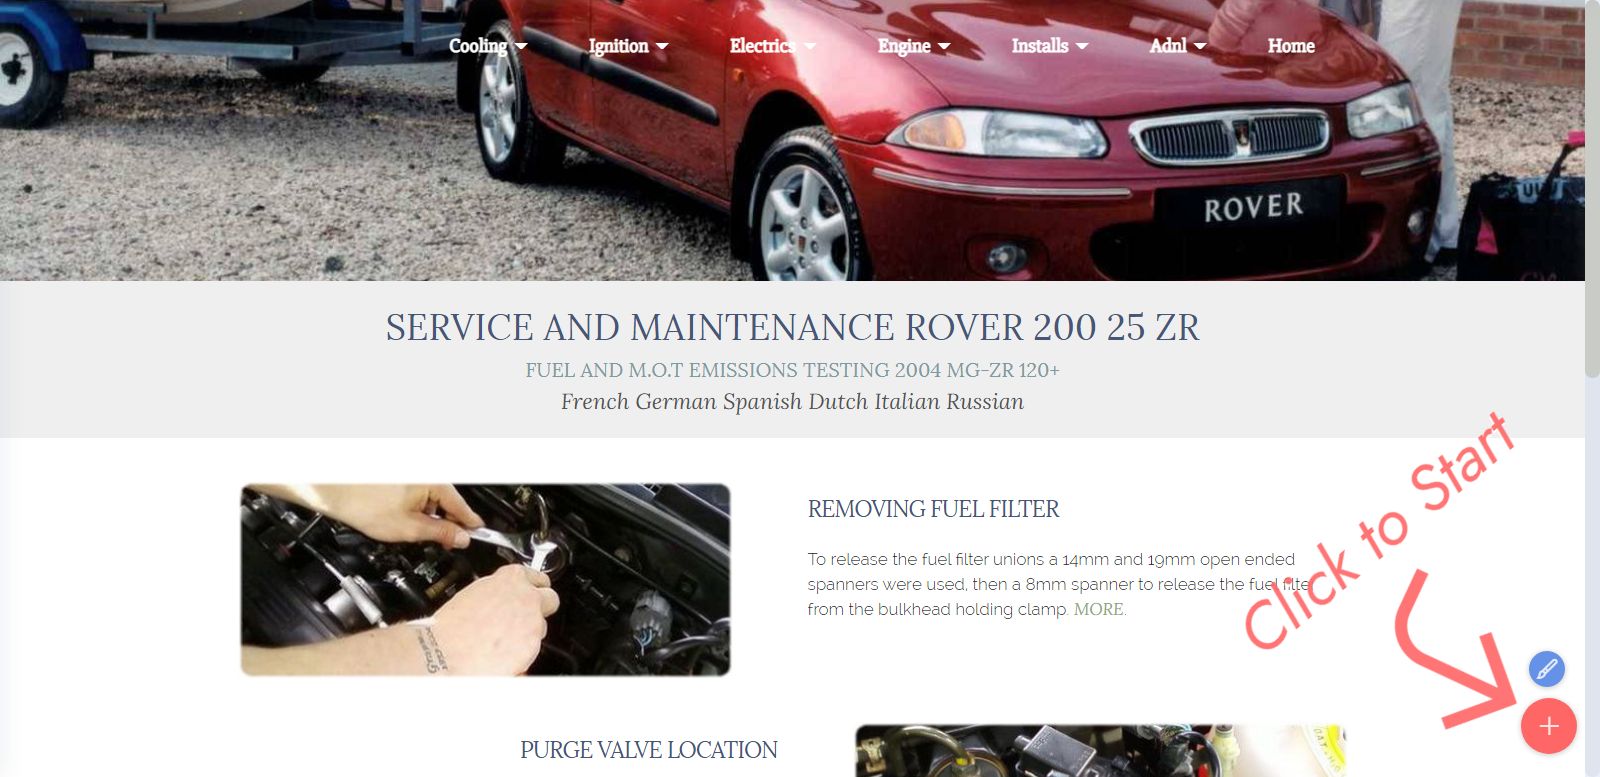 Cooling Ignition Electrics Engine Installs Adnl Home
ROVER
SERVICE AND MAINTENANCE ROVER 200 25 ZR
FUEL AND M.O.T EMISSIONS TESTING 2004 MG-ZR 120+
French German Spanish Dutch Italian Russian
REMOVING FUEL FILTER
To release the fuel filter unions a 14mm and 19mm open ended
spanners were used, then a 8mm spanner to release the fuel filte
from the bulkhead holding clamp. MORE.
Click to Start
PURGE VALVE LOCATION